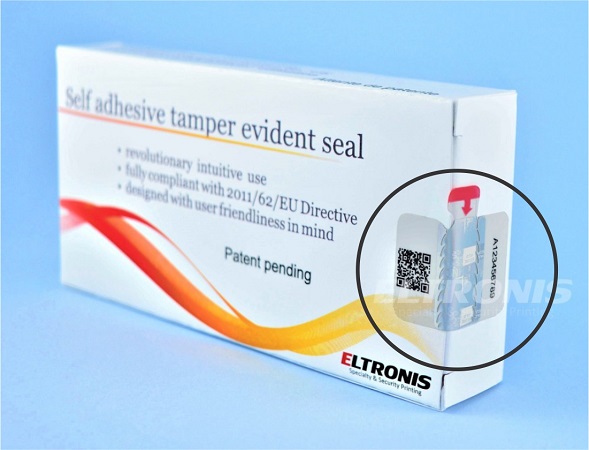 Self adhesive tamper evident seal
• revolutionary intuitive use
• fully compliant with 2011/62/EU Directive
• designed with user friendliness in mind
Patent pending
A123456789
ELTRONIS
ELTRONIS
Specialty & Security Printing